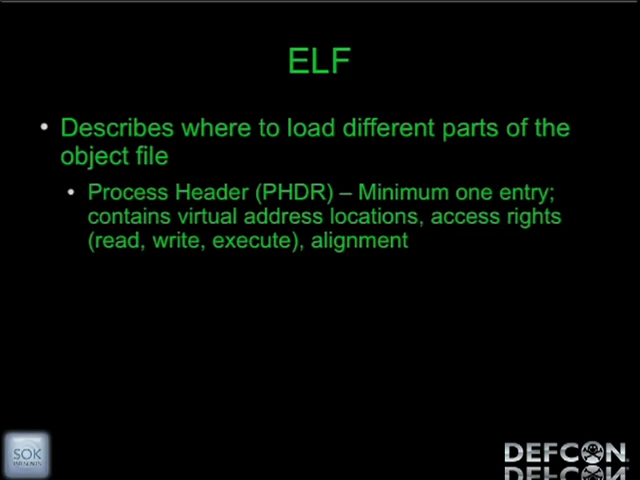 ELF
• Describes where to load different parts of the
object file
• Process Header (PHDR) – Minimum one entry;
contains virtual address locations, access rights
(read, write, execute), alignment
SOK
DEFCON